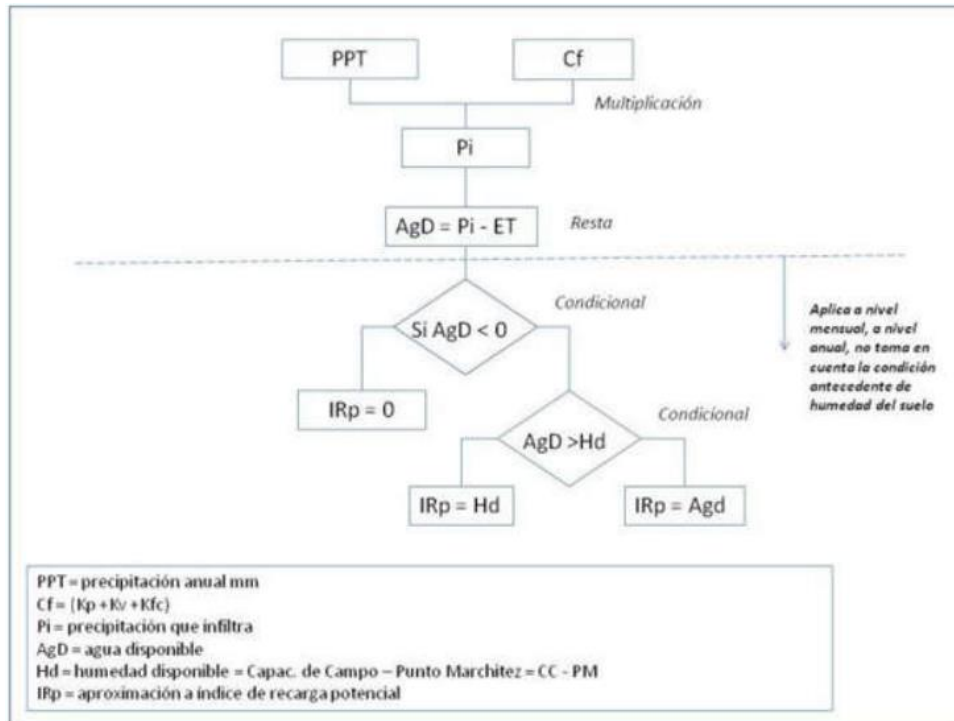 PPT
Cf
Multiplicación
Pi
AgD = Pi - ET
Resta
Si AgD < 0
Condicional
Aplica a nivel
mensual, a nivel
anual, no toma en
cuenta la condición
antecedente de
humedad del suelo
IRp = 0
AgD >Hd
Condicional
IRp = Hd
IRp = Agd
PPT = precipitación anual mm
Cf = (Kp + Kv + Kfc)
Pi = precipitación que infiltra
AgD = agua disponible
Hd = humedad disponible = Capac. de Campo – Punto Marchitez = CC - PM
IRp = aproximación a índice de recarga potencial